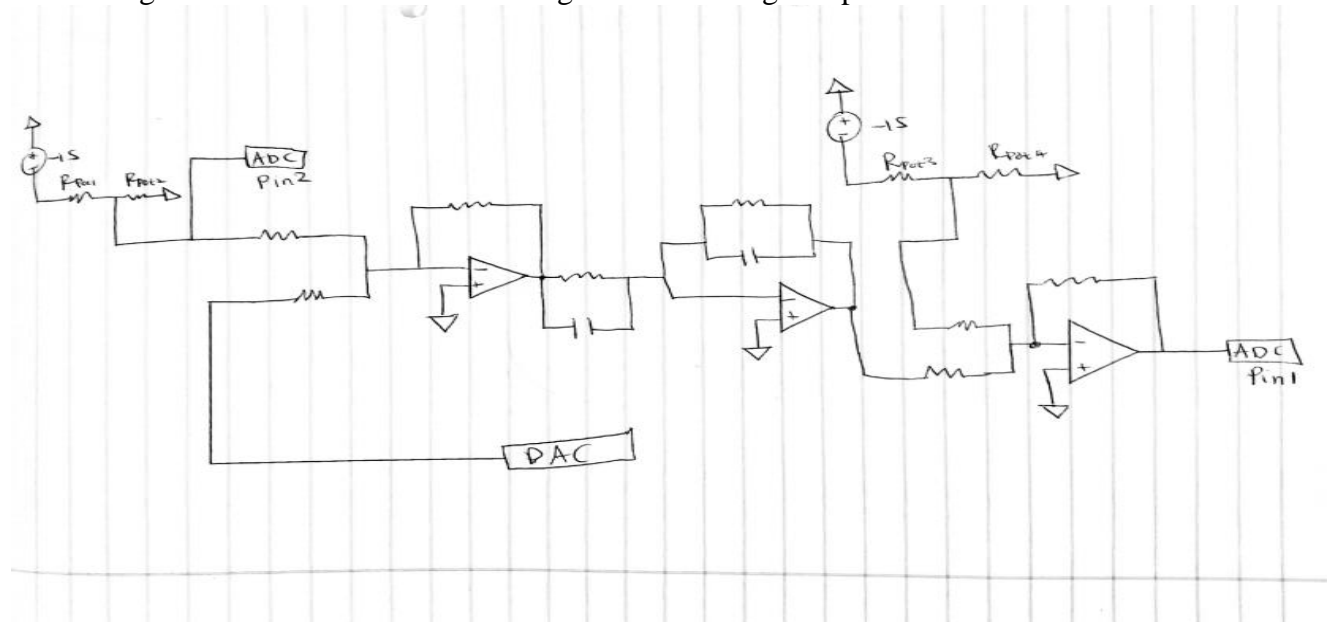 -15
ADC
Pin2
RPot1
RPot2
-
+
-
+
DAC
+
-
-15
RPot3
RPot4
-
+
ADC
Pin1